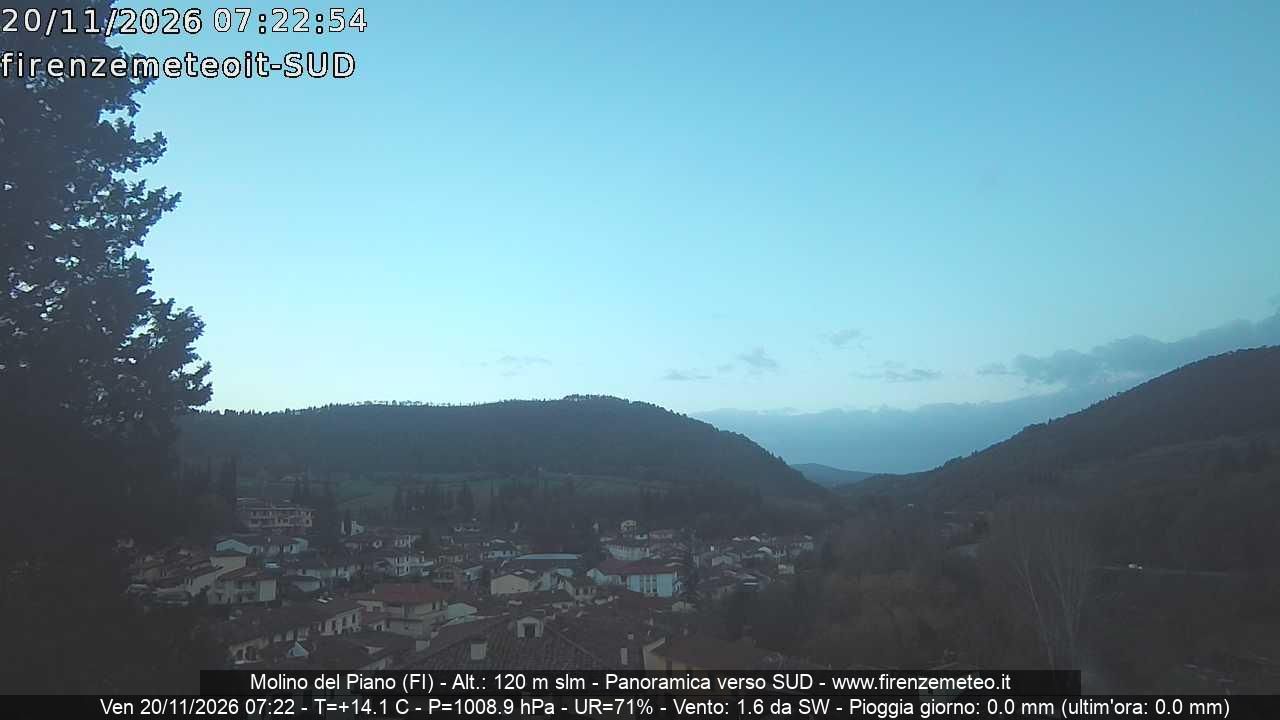 20/11/2026 07:22:54
firenzemeteoit-SUD
Molino del Piano (FI) - Alt.: 120 m slm - Panoramica verso SUD - www.firenzemeteo.it
Ven 20/11/2026 07:22 - T=+14.1 C - P=1008.9 hPa - UR=71% - Vento: 1.6 da SW - Pioggia giorno: 0.0 mm (ultim'ora: 0.0 mm)